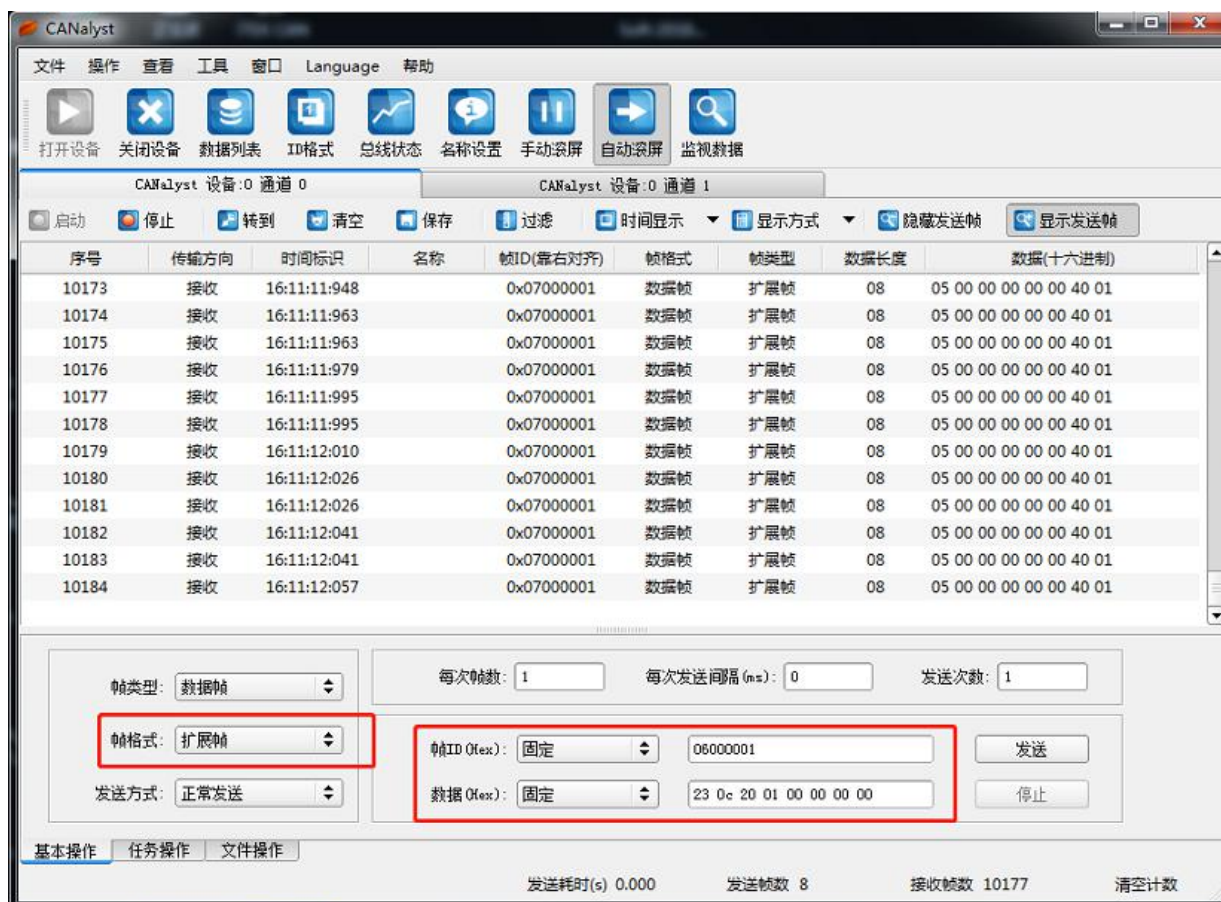 CANalyst
文件 操作 查看 工具 窗口 Language 帮助
打开设备 关闭设备 数据列表 ID格式 总线状态 名称设置 手动滚屏 自动滚屏 监视数据
CANalyst 设备:0 通道 0 CANalyst 设备:0 通道 1
启动 停止 转到 清空 保存 过滤 时间显示 显示方式 隐藏发送帧 显示发送帧
序号 传输方向 时间标识 名称 帧ID(靠右对齐) 帧格式 帧类型 数据长度 数据(十六进制)
10173 接收 16:11:11:948 0x07000001 数据帧 扩展帧 08 05 00 00 00 00 00 40 01
10174 接收 16:11:11:963 0x07000001 数据帧 扩展帧 08 05 00 00 00 00 00 40 01
10175 接收 16:11:11:963 0x07000001 数据帧 扩展帧 08 05 00 00 00 00 00 40 01
10176 接收 16:11:11:979 0x07000001 数据帧 扩展帧 08 05 00 00 00 00 00 40 01
10177 接收 16:11:11:995 0x07000001 数据帧 扩展帧 08 05 00 00 00 00 00 40 01
10178 接收 16:11:11:995 0x07000001 数据帧 扩展帧 08 05 00 00 00 00 00 40 01
10179 接收 16:11:12:010 0x07000001 数据帧 扩展帧 08 05 00 00 00 00 00 40 01
10180 接收 16:11:12:026 0x07000001 数据帧 扩展帧 08 05 00 00 00 00 00 40 01
10181 接收 16:11:12:026 0x07000001 数据帧 扩展帧 08 05 00 00 00 00 00 40 01
10182 接收 16:11:12:041 0x07000001 数据帧 扩展帧 08 05 00 00 00 00 00 40 01
10183 接收 16:11:12:041 0x07000001 数据帧 扩展帧 08 05 00 00 00 00 00 40 01
10184 接收 16:11:12:057 0x07000001 数据帧 扩展帧 08 05 00 00 00 00 00 40 01
每次帧数: 1 每次发送间隔(ms): 0 发送次数: 1
帧类型: 数据帧
帧格式: 扩展帧
发送方式: 正常发送
帧ID(Hex): 固定 06000001 发送
数据(Hex): 固定 23 0c 20 01 00 00 00 00 停止
基本操作 任务操作 文件操作
发送耗时(s) 0.000 发送帧数 8 接收帧数 10177 清空计数